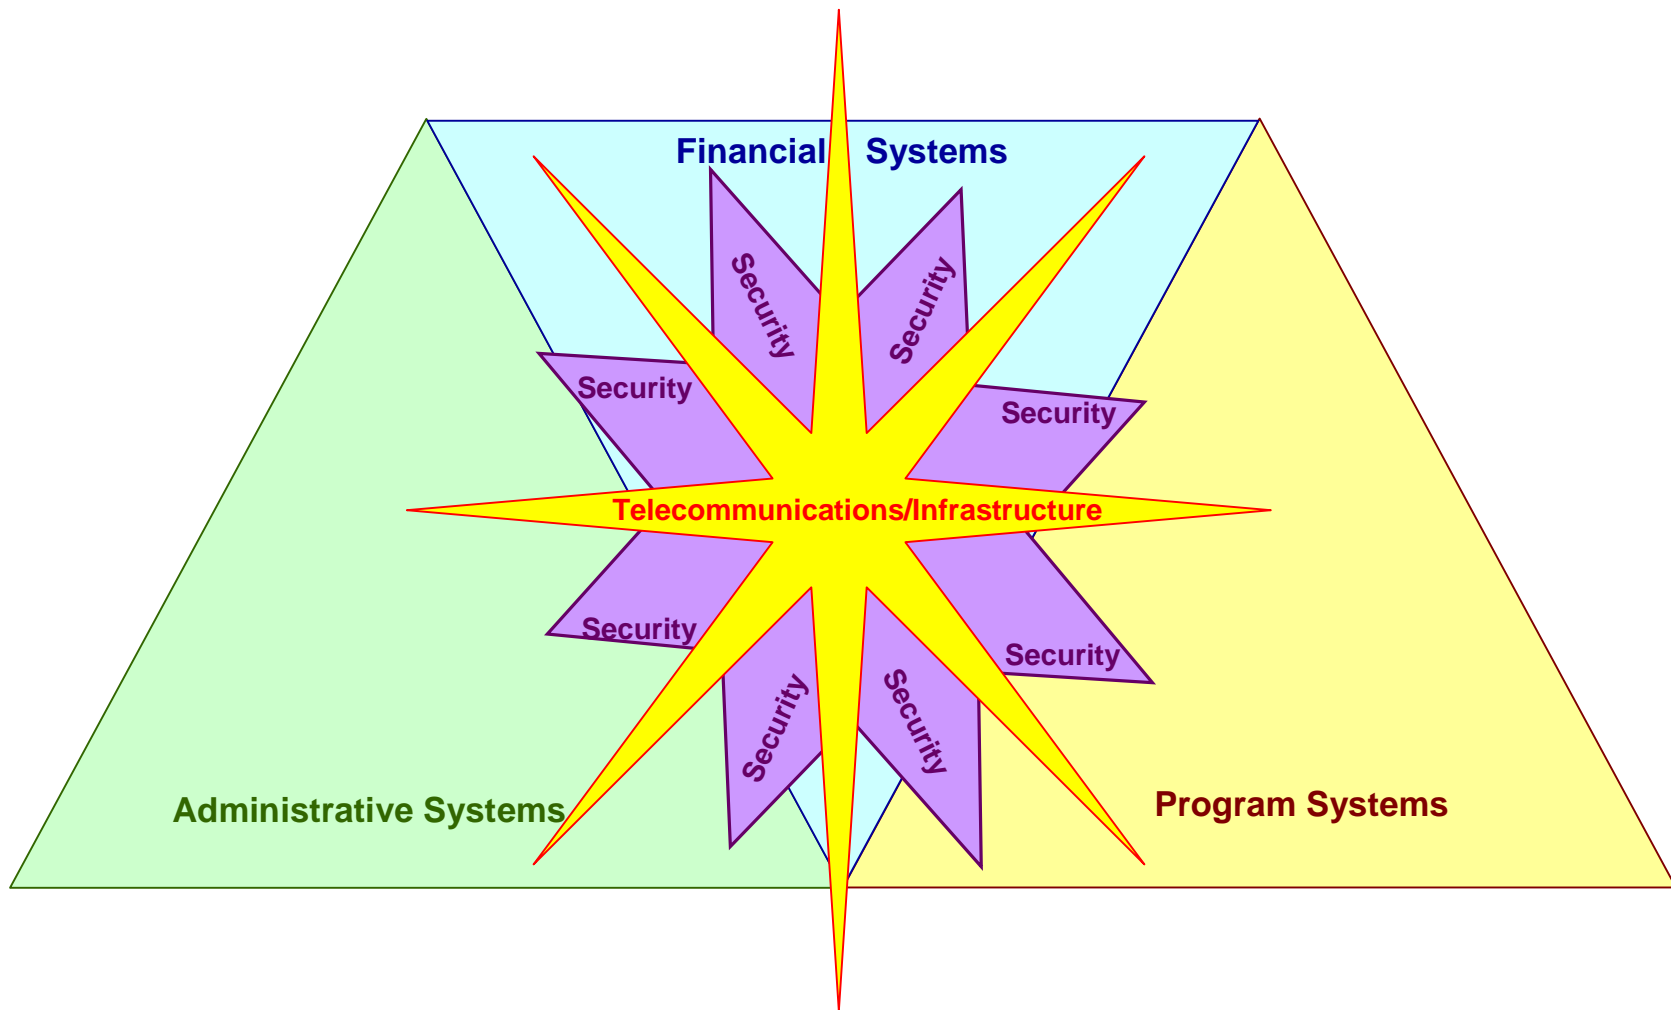 Financial Systems
Security
Security
Security
Security
Telecommunications/Infrastructure
Security
Security
Security
Security
Administrative Systems
Program Systems